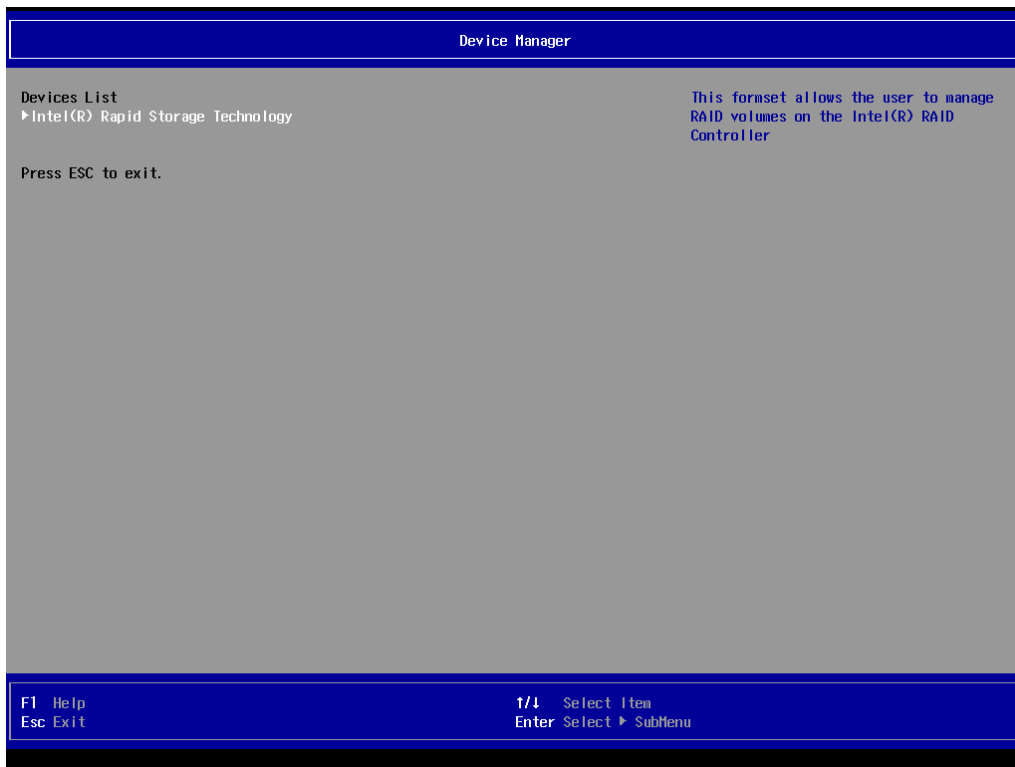 Device Manager
Devices List
▶Intel(R) Rapid Storage Technology
Press ESC to exit.
This formset allows the user to manage
RAID volumes on the Intel(R) RAID
Controller
F1 Help
Esc Exit
↑/↓ Select Item
Enter Select ▶ SubMenu